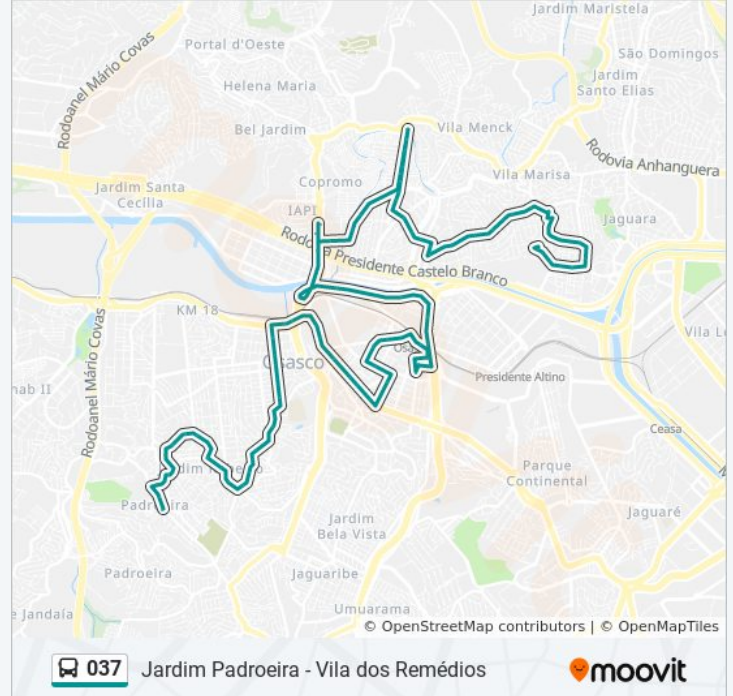 Jardim Maristela
Portal d'Oeste
São Domingos
Rodoanel Mário Covas
Jardim
Santo Elias
Helena Maria
Bel Jardim
Vila Menck
Rodovia Anhanguera
Vila Marisa
Copromo
Jardim Santa
Cecília
IAPI
Jaguara
Rodovia Presidente Castelo Branco
KM 18
Rodoanel Mário Covas
Osasco
Presidente Altino
Ceasa
Parque
Continental
Padroeira
Jaguaré
Jardim
Bela Vista
Padroeira
Jaguaribe
Umuarama
© OpenStreetMap contributors | © OpenMapTiles
037 Jardim Padroeira - Vila dos Remédios
moovit